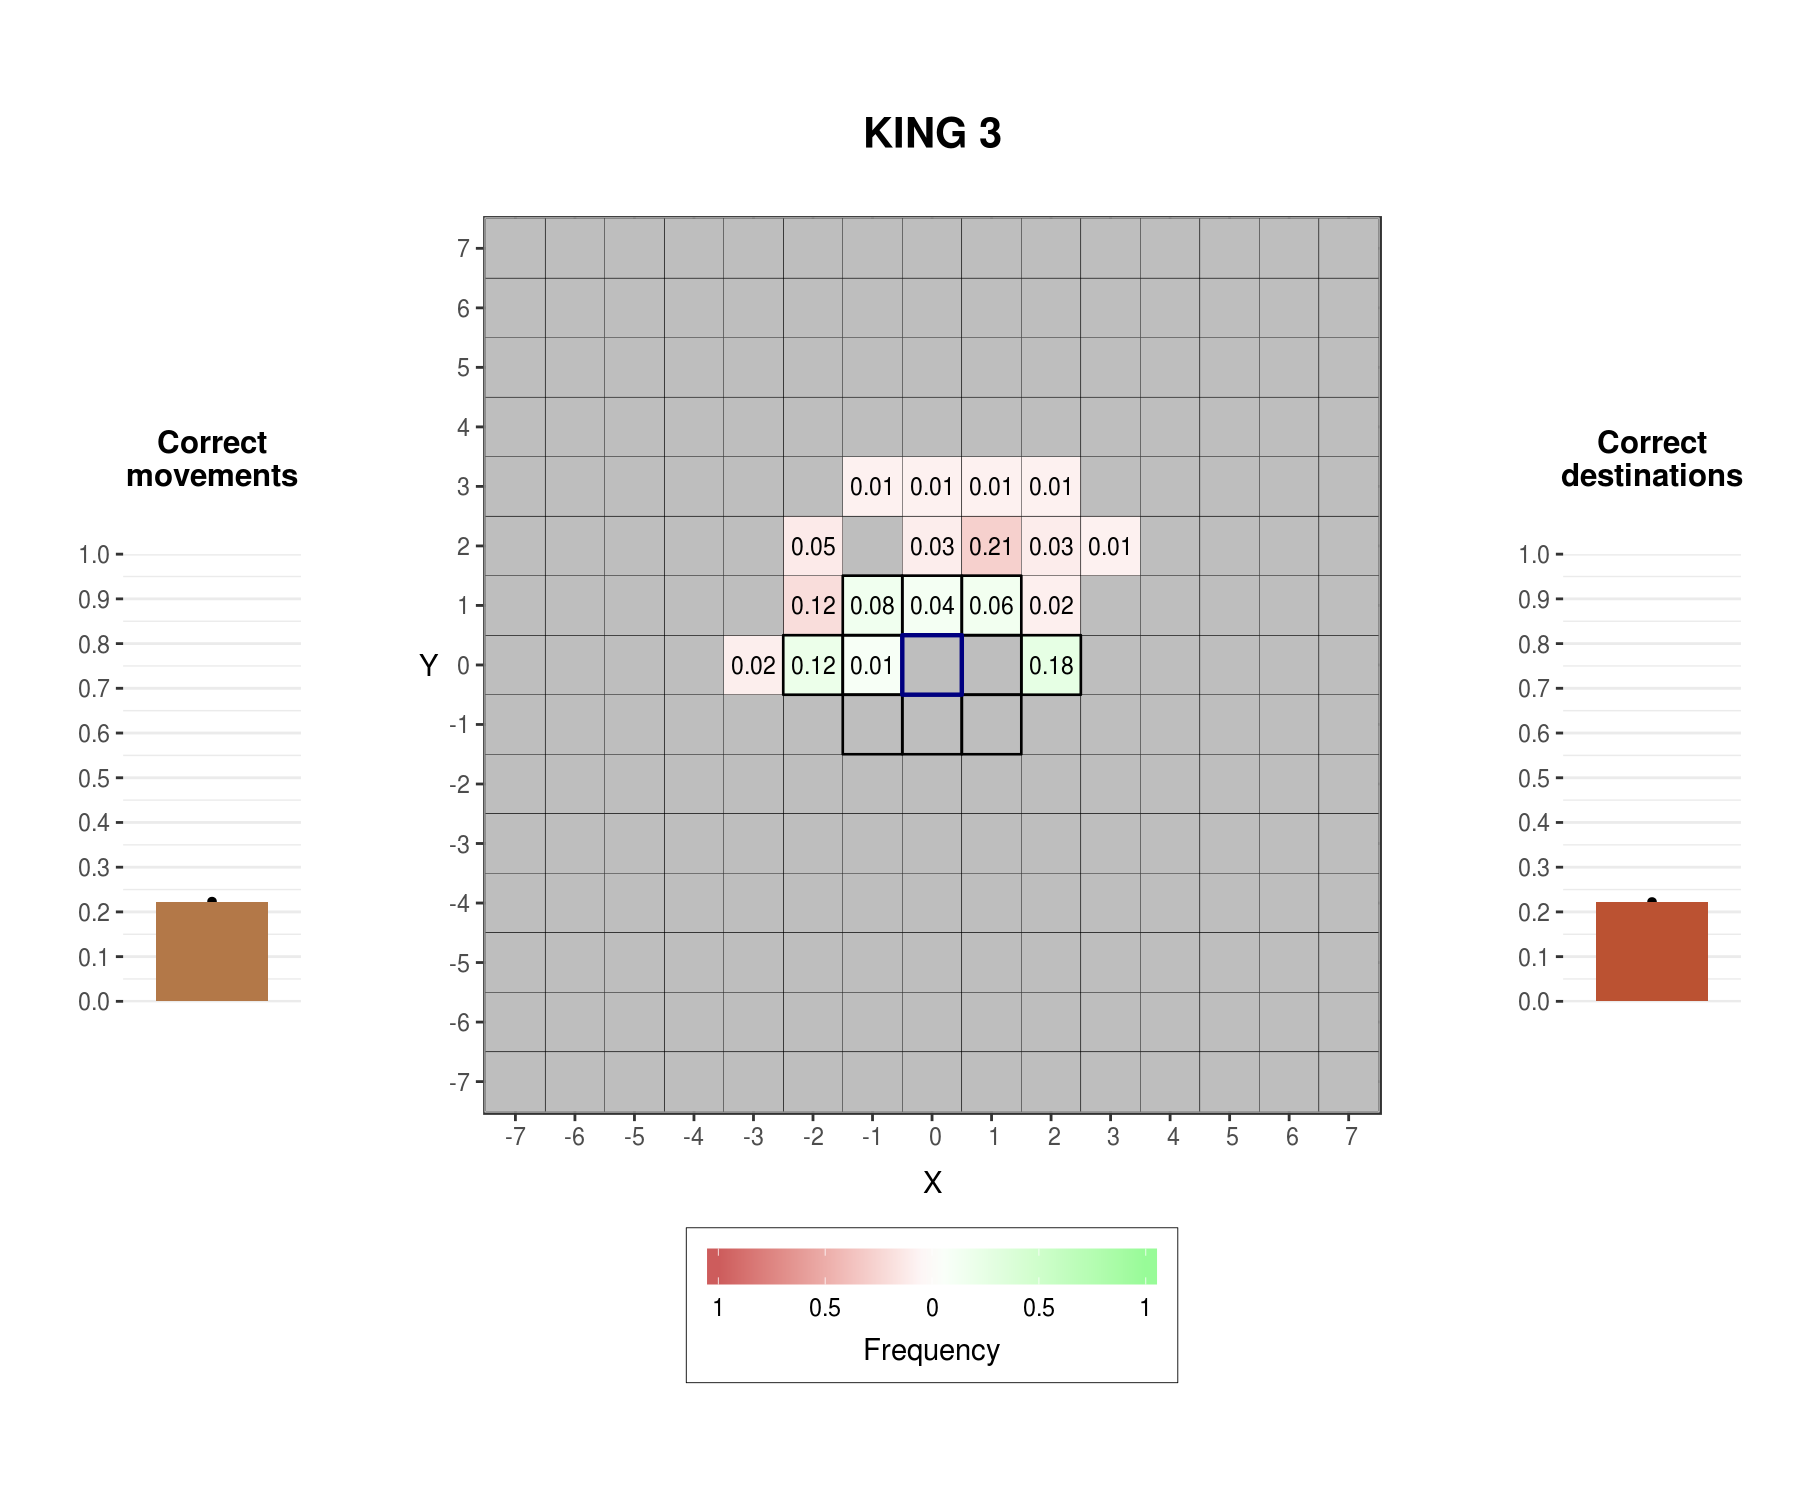 KING 3
Correct
movements
1.0
0.9
0.8
0.7
0.6
0.5
0.4
0.3
0.2
0.1
0.0
Y
7
6
5
4
3
2
1
0
-1
-2
-3
-4
-5
-6
-7
0.01 0.01 0.01 0.01
0.05 0.03 0.21 0.03 0.01
0.12 0.08 0.04 0.06 0.02
0.02 0.12 0.01 0.18
-7 -6 -5 -4 -3 -2 -1 0 1 2 3 4 5 6 7
X
1 0.5 0 0.5 1
Frequency
Correct
destinations
1.0
0.9
0.8
0.7
0.6
0.5
0.4
0.3
0.2
0.1
0.0